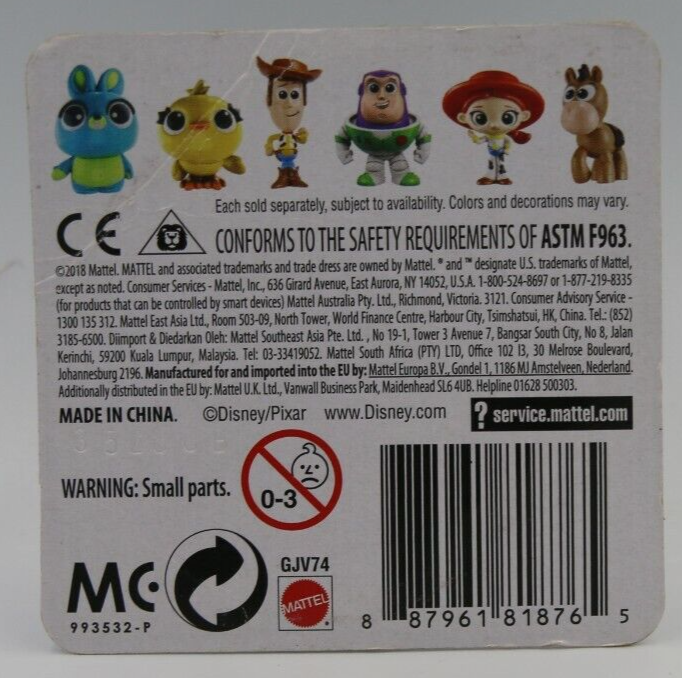 Each sold separately, subject to availability. Colors and decorations may vary.
CE CONFORMS TO THE SAFETY REQUIREMENTS OF ASTM F963.
©2018 Mattel. MATTEL and associated trademarks and trade dress are owned by Mattel. ® and ™ designate U.S. trademarks of Mattel,
except as noted. Consumer Services - Mattel, Inc., 636 Girard Avenue, East Aurora, NY 14052, U.S.A. 1-800-524-8697 or 1-877-219-8335
(for products that can be controlled by smart devices) Mattel Australia Pty. Ltd., Richmond, Victoria. 3121. Consumer Advisory Service -
1300 135 312. Mattel East Asia Ltd., Room 503-09, North Tower, World Finance Centre, Harbour City, Tsimshatsui, HK, China. Tel.: (852)
3185-6500. Diimport & Diedarkan Oleh: Mattel Southeast Asia Pte. Ltd. , No 19-1, Tower 3 Avenue 7, Bangsar South City, No 8, Jalan
Kerinchi, 59200 Kuala Lumpur, Malaysia. Tel: 03-33419052. Mattel South Africa (PTY) LTD, Office 102 I3, 30 Melrose Boulevard,
Johannesburg 2196. Manufactured for and imported into the EU by: Mattel Europa B.V., Gondel 1, 1186 MJ Amstelveen, Nederland.
Additionally distributed in the EU by: Mattel U.K. Ltd., Vanwall Business Park, Maidenhead SL6 4UB. Helpline 01628 500303.
MADE IN CHINA. ©Disney/Pixar www.Disney.com ? service.mattel.com
WARNING: Small parts. 0-3
MC
993532-P
GJV74
MATTEL
8 87961 81876 5